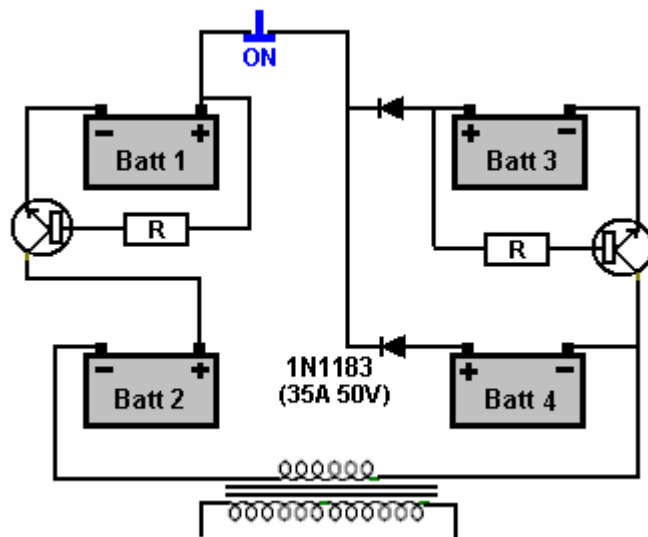 ON
− +
Batt 1
+ −
Batt 3
R
R
− +
Batt 2
1N1183
(35A 50V)
+ −
Batt 4